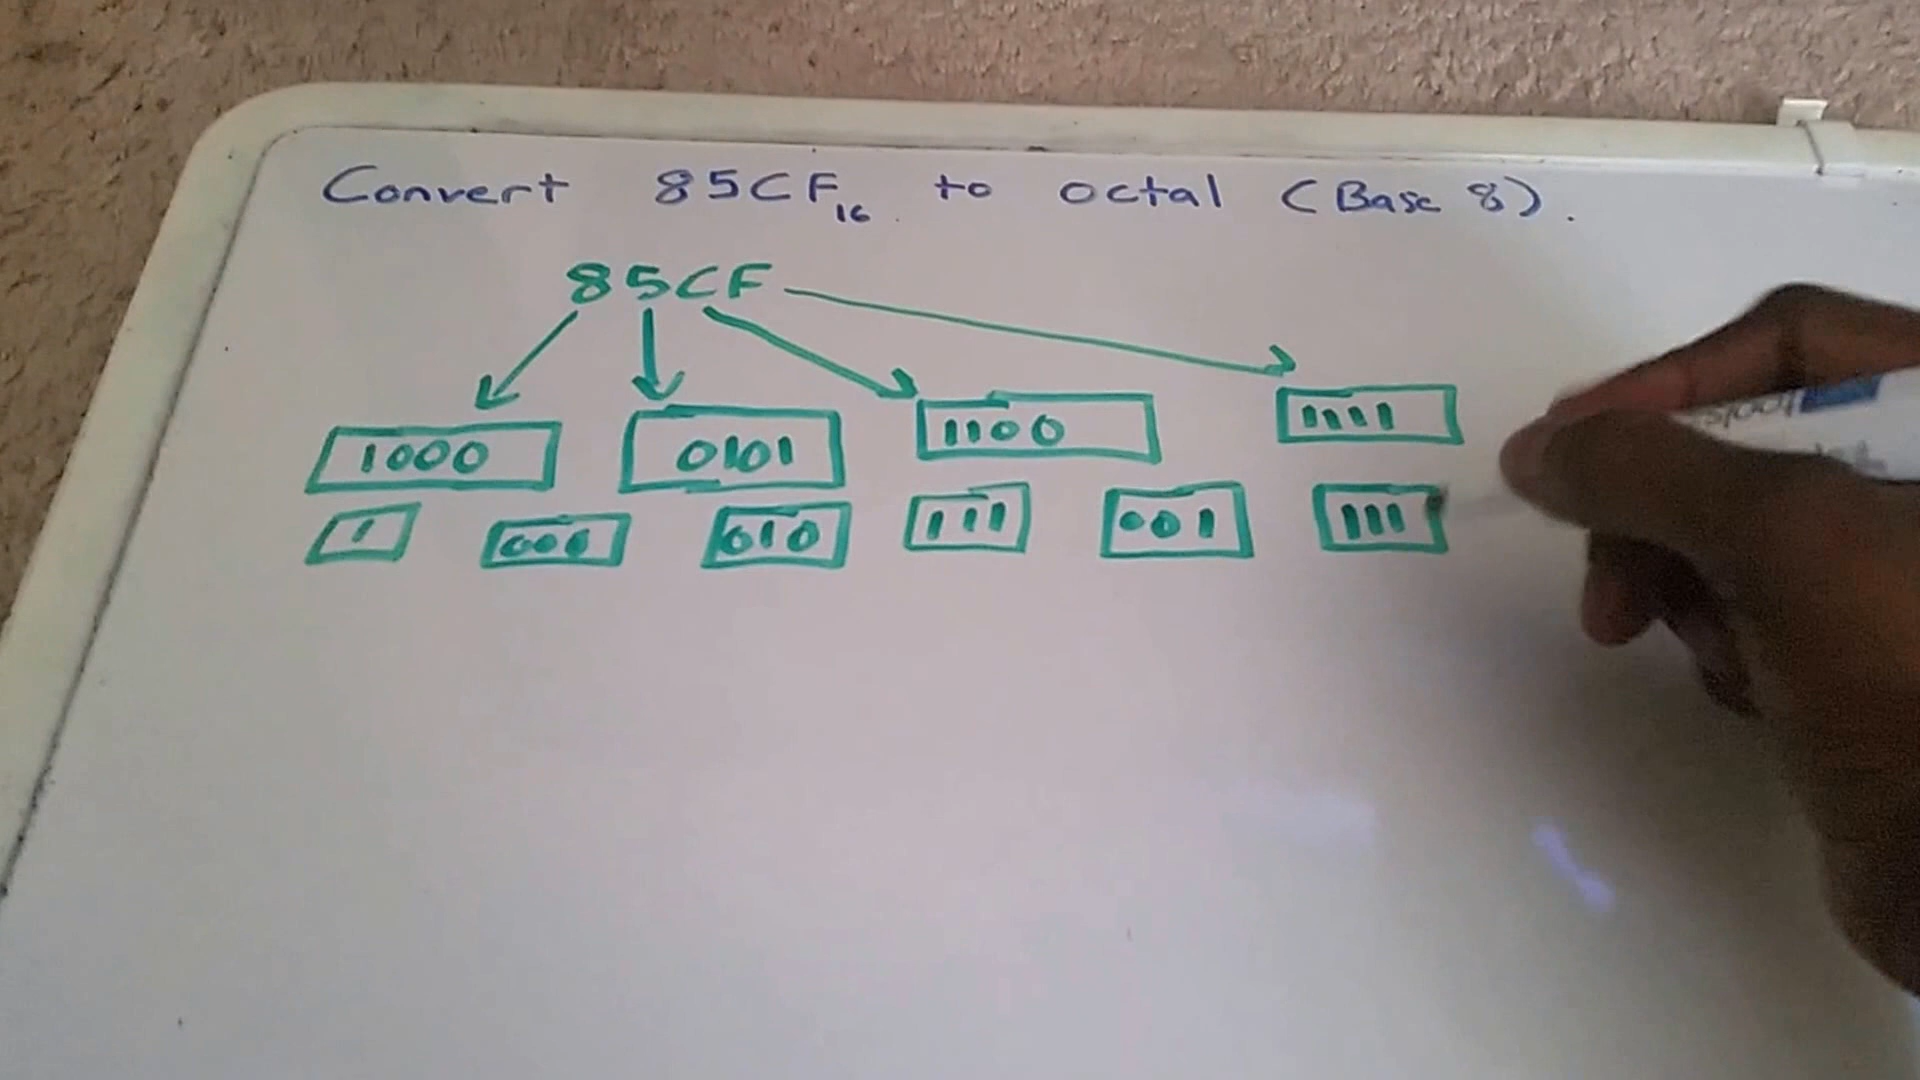 Convert 85CF₁₆ to octal (Base 8).
85CF
1000 0101 1100 1111
1 000 010 111 001 111